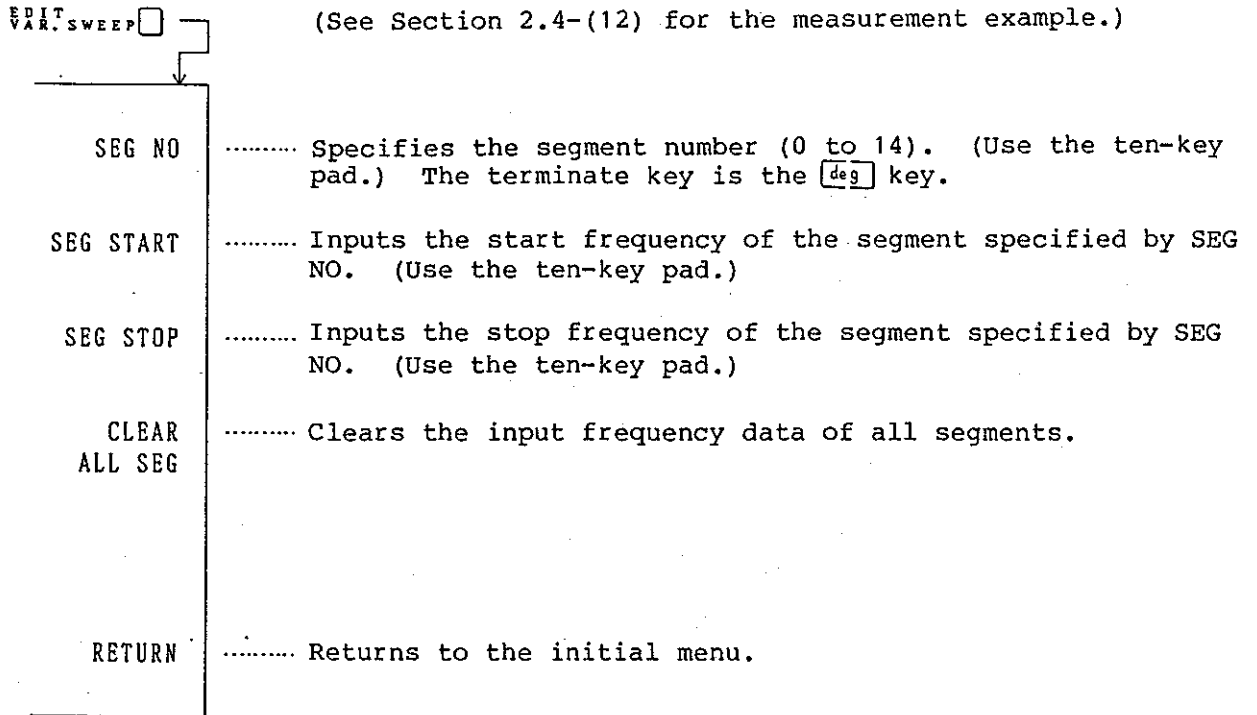 EDIT
VAR. SWEEP (See Section 2.4-(12) for the measurement example.)
SEG NO .......... Specifies the segment number (0 to 14). (Use the ten-key
pad.) The terminate key is the deg key.
SEG START .......... Inputs the start frequency of the segment specified by SEG
NO. (Use the ten-key pad.)
SEG STOP .......... Inputs the stop frequency of the segment specified by SEG
NO. (Use the ten-key pad.)
CLEAR .......... Clears the input frequency data of all segments.
ALL SEG
RETURN .......... Returns to the initial menu.